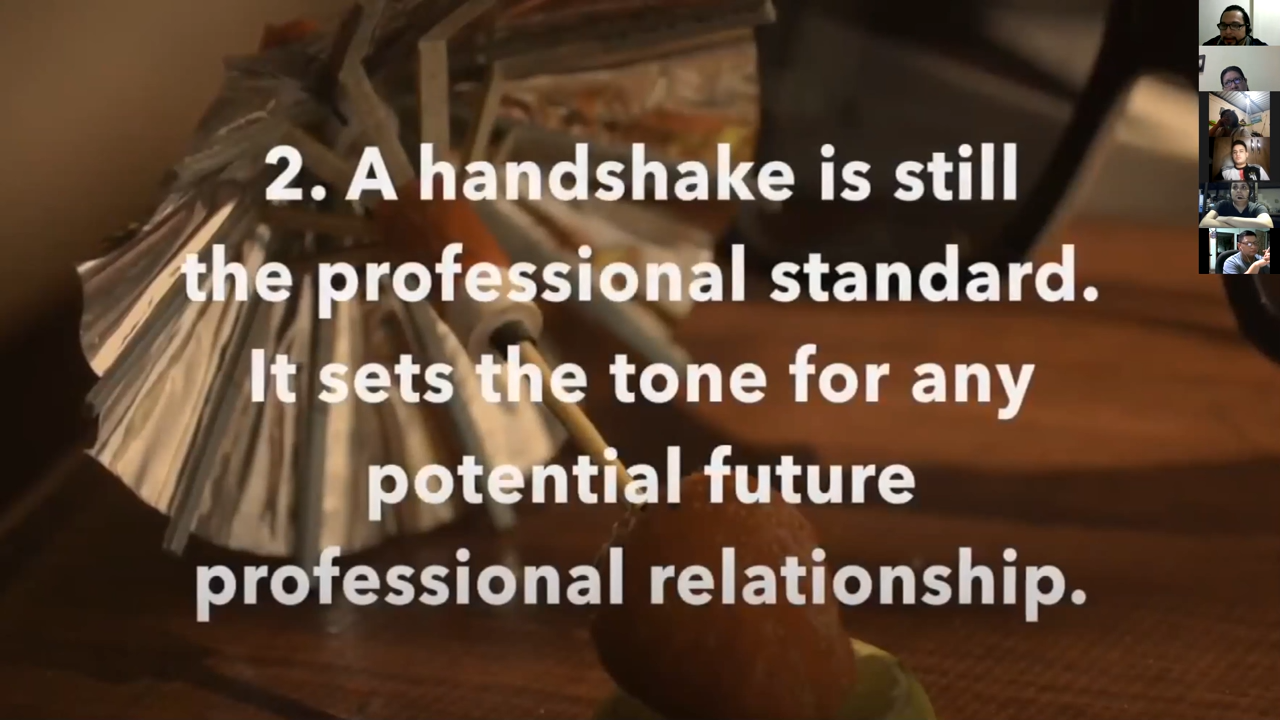 2. A handshake is still
the professional standard.
It sets the tone for any
potential future
professional relationship.